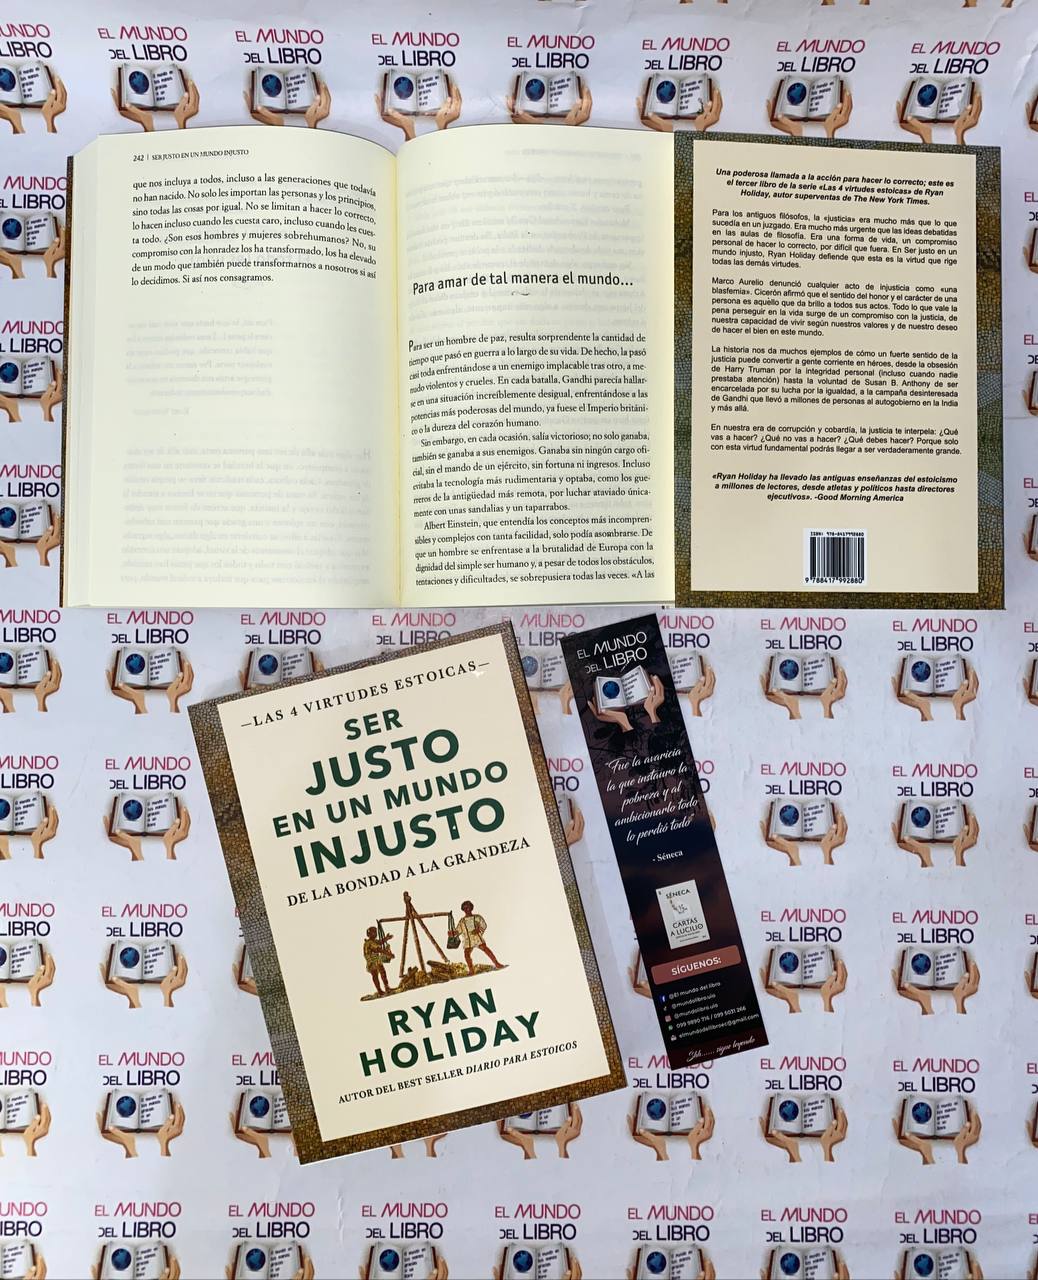 EL MUNDO
DEL LIBRO
242 | SER JUSTO EN UN MUNDO INJUSTO
que nos incluya a todos, incluso a las generaciones que todavía
no han nacido. No solo les importan las personas y los principios,
sino todas las cosas por igual. No se limitan a hacer lo correcto,
lo hacen incluso cuando les cuesta caro, incluso cuando les cues-
ta todo. ¿Son esos hombres y mujeres sobrehumanos? No, su
compromiso con la honradez los ha transformado, los ha elevado
de un modo que también puede transformarnos a nosotros si así
lo decidimos. Si así nos consagramos.
Para amar de tal manera el mundo...
Para ser un hombre de paz, resulta sorprendente la cantidad de
tiempo que pasó en guerra a lo largo de su vida. De hecho, la pasó
casi toda enfrentándose a un enemigo implacable tras otro, a me-
nudo violentos y crueles. En cada batalla, Gandhi parecía hallar-
se en una situación increíblemente desigual, enfrentándose a las
potencias más poderosas del mundo, ya fuese el Imperio británi-
co o la dureza del corazón humano.
Sin embargo, en cada ocasión, salía victorioso; no solo ganaba,
también se ganaba a sus enemigos. Ganaba sin ningún cargo ofi-
cial, sin el mando de un ejército, sin fortuna ni ingresos. Incluso
evitaba la tecnología más rudimentaria y optaba, como los gue-
rreros de la antigüedad más remota, por luchar ataviado única-
mente con unas sandalias y un taparrabos.
Albert Einstein, que entendía los conceptos más incompren-
sibles y complejos con tanta facilidad, solo podía asombrarse. De
que un hombre se enfrentase a la brutalidad de Europa con la
dignidad del simple ser humano y, a pesar de todos los obstáculos,
tentaciones y dificultades, se sobrepusiera todas las veces. «A las
Una poderosa llamada a la acción para hacer lo correcto; este es
el tercer libro de la serie «Las 4 virtudes estoicas» de Ryan
Holiday, autor superventas de The New York Times.
Para los antiguos filósofos, la «justicia» era mucho más que lo que
sucedía en un juzgado. Era mucho más urgente que las ideas debatidas
en las aulas de filosofía. Era una forma de vida, un compromiso
personal de hacer lo correcto, por difícil que fuera. En Ser justo en un
mundo injusto, Ryan Holiday defiende que esta es la virtud que rige
todas las demás virtudes.
Marco Aurelio denunció cualquier acto de injusticia como «una
blasfemia». Cicerón afirmó que el sentido del honor y el carácter de una
persona es aquello que da brillo a todos sus actos. Todo lo que vale la
pena perseguir en la vida surge de un compromiso con la justicia, de
nuestra capacidad de vivir según nuestros valores y de nuestro deseo
de hacer el bien en este mundo.
La historia nos da muchos ejemplos de cómo un fuerte sentido de la
justicia puede convertir a gente corriente en héroes, desde la obsesión
de Harry Truman por la integridad personal (incluso cuando nadie
prestaba atención) hasta la voluntad de Susan B. Anthony de ser
encarcelada por su lucha por la igualdad, a la campaña desinteresada
de Gandhi que llevó a millones de personas al autogobierno en la India
y más allá.
En nuestra era de corrupción y cobardía, la justicia te interpela: ¿Qué
vas a hacer? ¿Qué no vas a hacer? ¿Qué debes hacer? Porque solo
con esta virtud fundamental podrás llegar a ser verdaderamente grande.
«Ryan Holiday ha llevado las antiguas enseñanzas del estoicismo
a millones de lectores, desde atletas y políticos hasta directores
ejecutivos». -Good Morning America
ISBN: 978-8417992880
9 788417 992880
—LAS 4 VIRTUDES ESTOICAS—
SER
JUSTO
EN UN MUNDO
INJUSTO
DE LA BONDAD A LA GRANDEZA
RYAN
HOLIDAY
AUTOR DEL BEST SELLER DIARIO PARA ESTOICOS
EL MUNDO
DEL LIBRO
"Fue la avaricia
la que instauro la
pobreza y al
ambicionarlo todo
lo perdió todo"
- Séneca
SÉNECA
CARTAS
A LUCILIO
SÍGUENOS:
@El mundo del libro
@mundolibro.uio
@mundolibro.uio
099 9890 716 / 099 5031 266
elmundodellibroec@gmail.com
Shh...... sigue leyendo